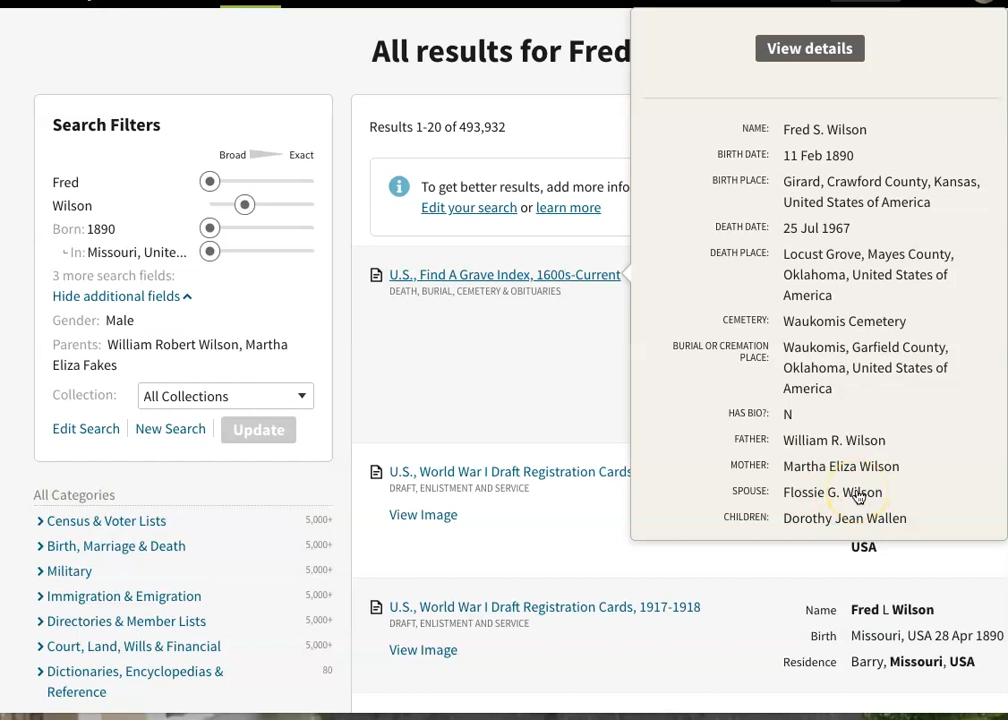 All results for Fred
View details
Search Filters
Broad Exact
Fred
Wilson
Born: 1890
In: Missouri, Unite...
3 more search fields:
Hide additional fields
Gender: Male
Parents: William Robert Wilson, Martha
Eliza Fakes
Collection: All Collections
Edit Search New Search Update
All Categories
Census & Voter Lists 5,000+
Birth, Marriage & Death 5,000+
Military 5,000+
Immigration & Emigration 5,000+
Directories & Member Lists 5,000+
Court, Land, Wills & Financial 5,000+
Dictionaries, Encyclopedias & 80
Reference
Results 1-20 of 493,932
To get better results, add more info
Edit your search or learn more
U.S., Find A Grave Index, 1600s-Current
DEATH, BURIAL, CEMETERY & OBITUARIES
U.S., World War I Draft Registration Cards
DRAFT, ENLISTMENT AND SERVICE
View Image
U.S., World War I Draft Registration Cards, 1917-1918
DRAFT, ENLISTMENT AND SERVICE
View Image
NAME: Fred S. Wilson
BIRTH DATE: 11 Feb 1890
BIRTH PLACE: Girard, Crawford County, Kansas,
United States of America
DEATH DATE: 25 Jul 1967
DEATH PLACE: Locust Grove, Mayes County,
Oklahoma, United States of
America
CEMETERY: Waukomis Cemetery
BURIAL OR CREMATION
PLACE:
Waukomis, Garfield County,
Oklahoma, United States of
America
HAS BIO?: N
FATHER: William R. Wilson
MOTHER: Martha Eliza Wilson
SPOUSE: Flossie G. Wilson
CHILDREN: Dorothy Jean Wallen
USA
Name Fred L Wilson
Birth Missouri, USA 28 Apr 1890
Residence Barry, Missouri, USA